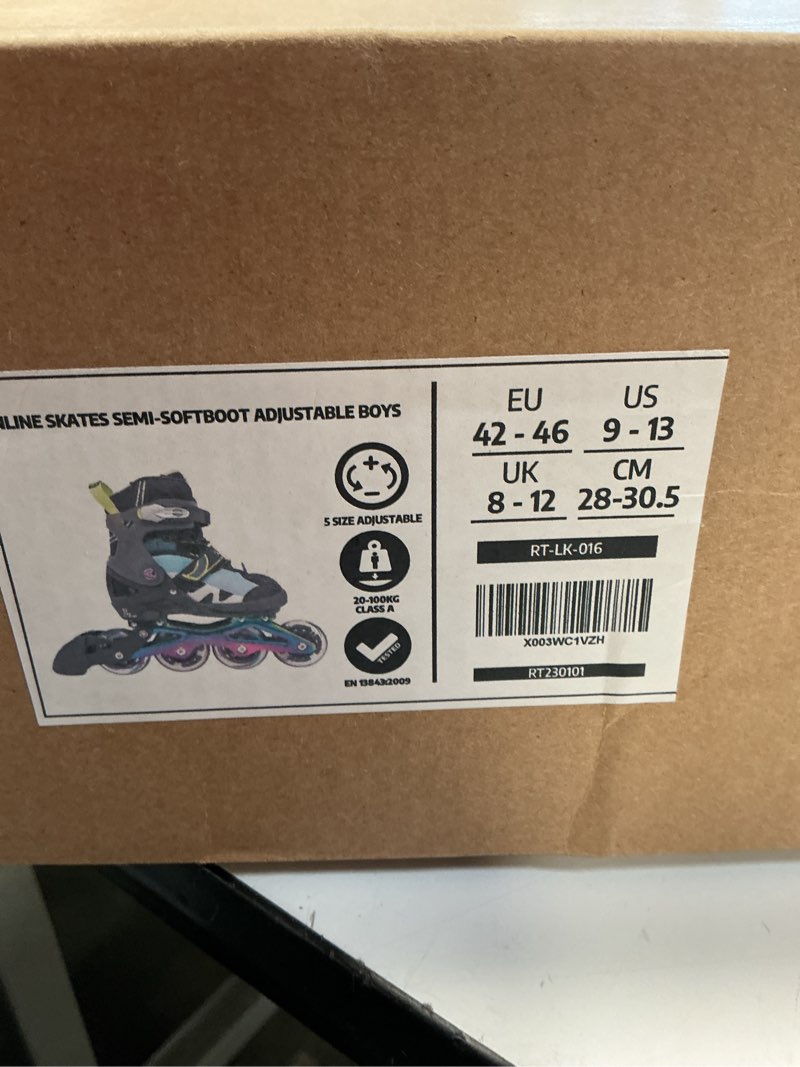 SKATES SEMI-SOFTBOOT ADJUSTABLE BOYS
5 SIZE ADJUSTABLE
20-100KG
CLASS A
TESTED
EN 13843:2009
EU US
42 - 46 9 - 13
UK CM
8 - 12 28-30.5
RT-LK-016
X003WC1VZH
RT230101